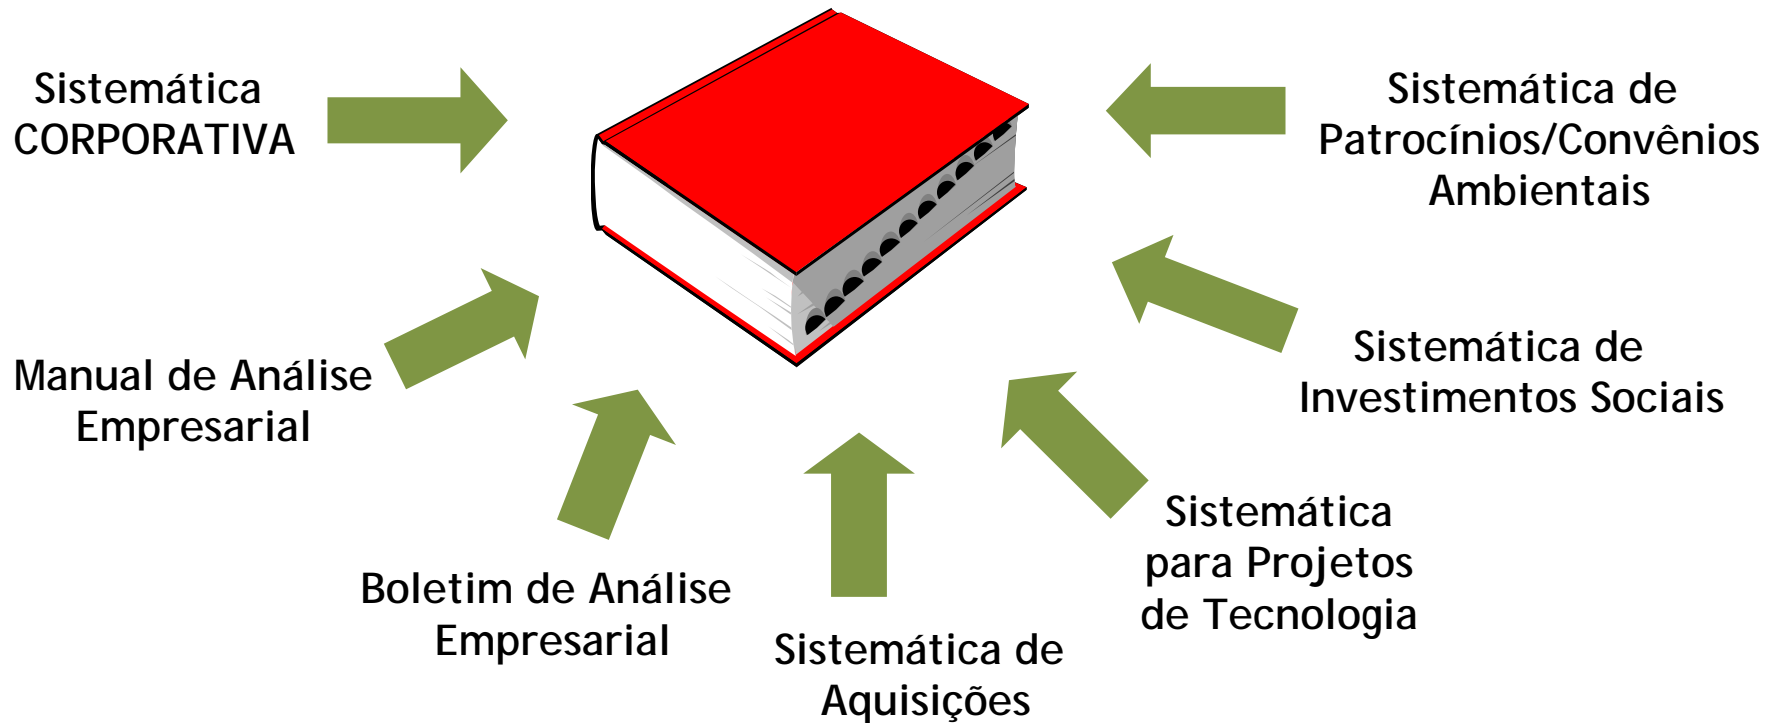 Sistemática
CORPORATIVA
Manual de Análise
Empresarial
Boletim de Análise
Empresarial
Sistemática de
Aquisições
Sistemática
para Projetos
de Tecnologia
Sistemática de
Investimentos Sociais
Sistemática de
Patrocínios/Convênios
Ambientais